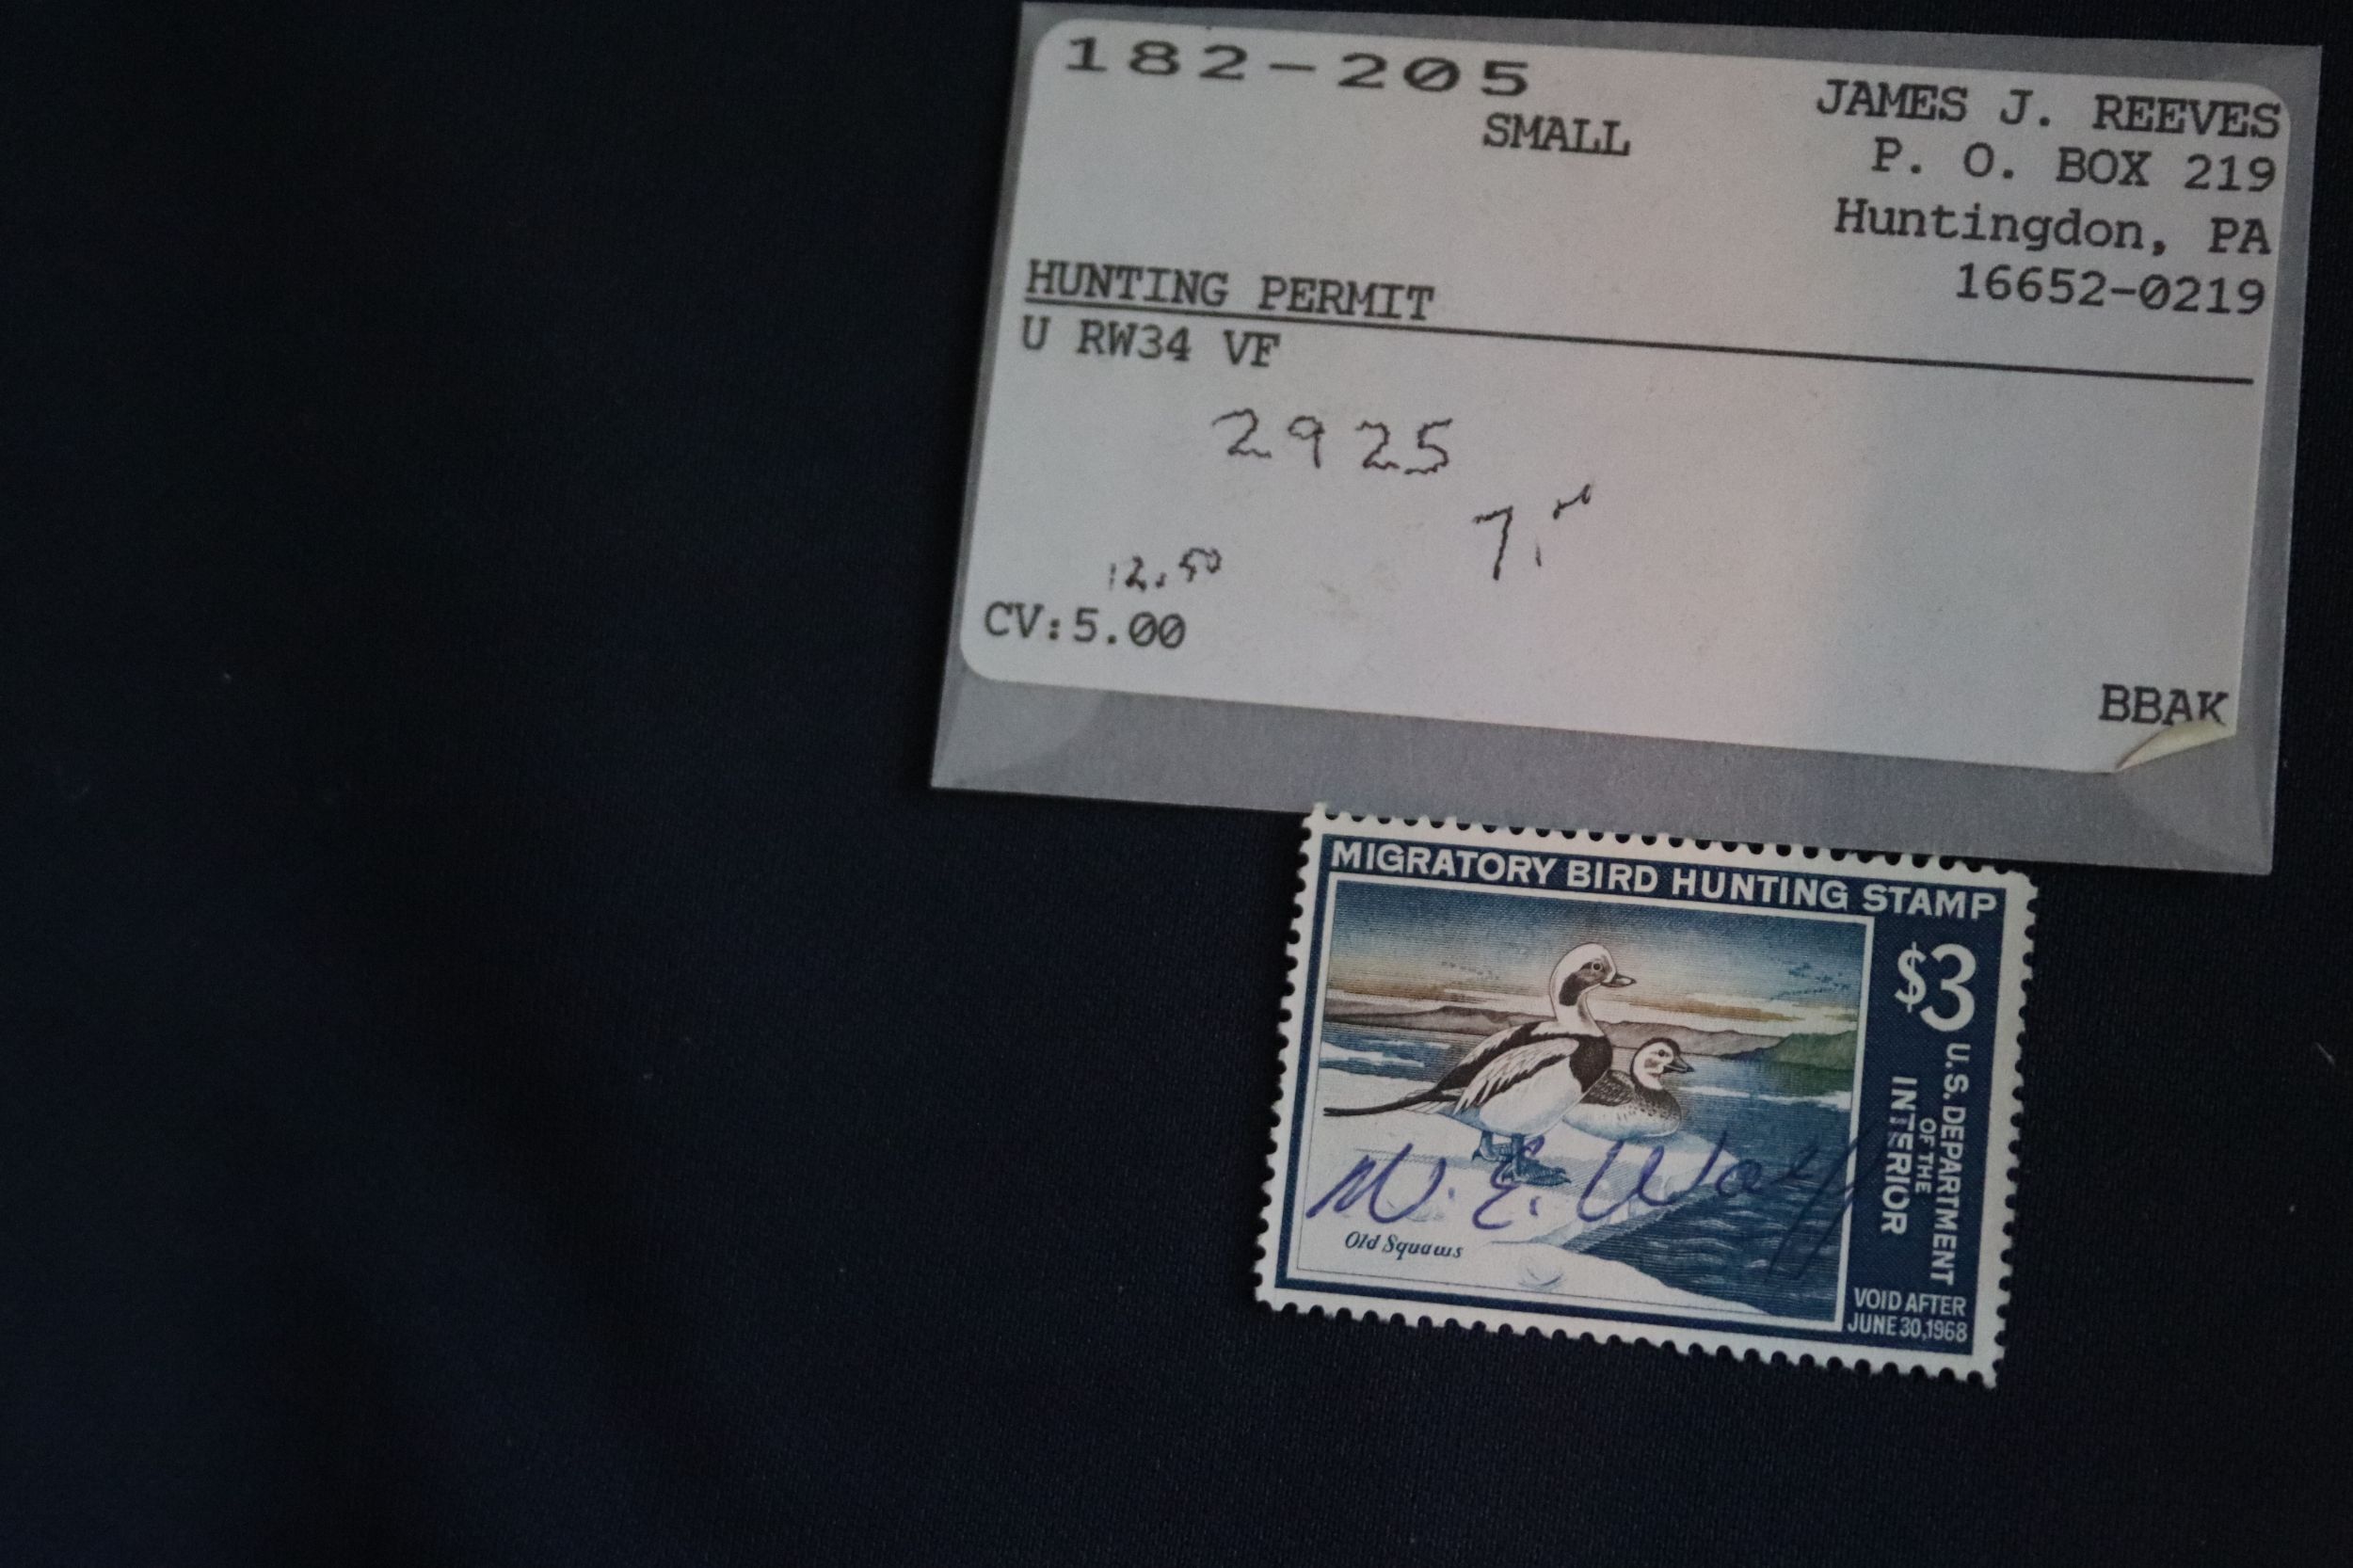 182-205
SMALL
JAMES J. REEVES
P. O. BOX 219
Huntingdon, PA
16652-0219
HUNTING PERMIT
U RW34 VF
2925
12.50
CV:5.00
BBAK
MIGRATORY BIRD HUNTING STAMP
$3
U.S. DEPARTMENT
OF THE
INTERIOR
W. E.
Old Squaws
VOID AFTER
JUNE 30, 1968